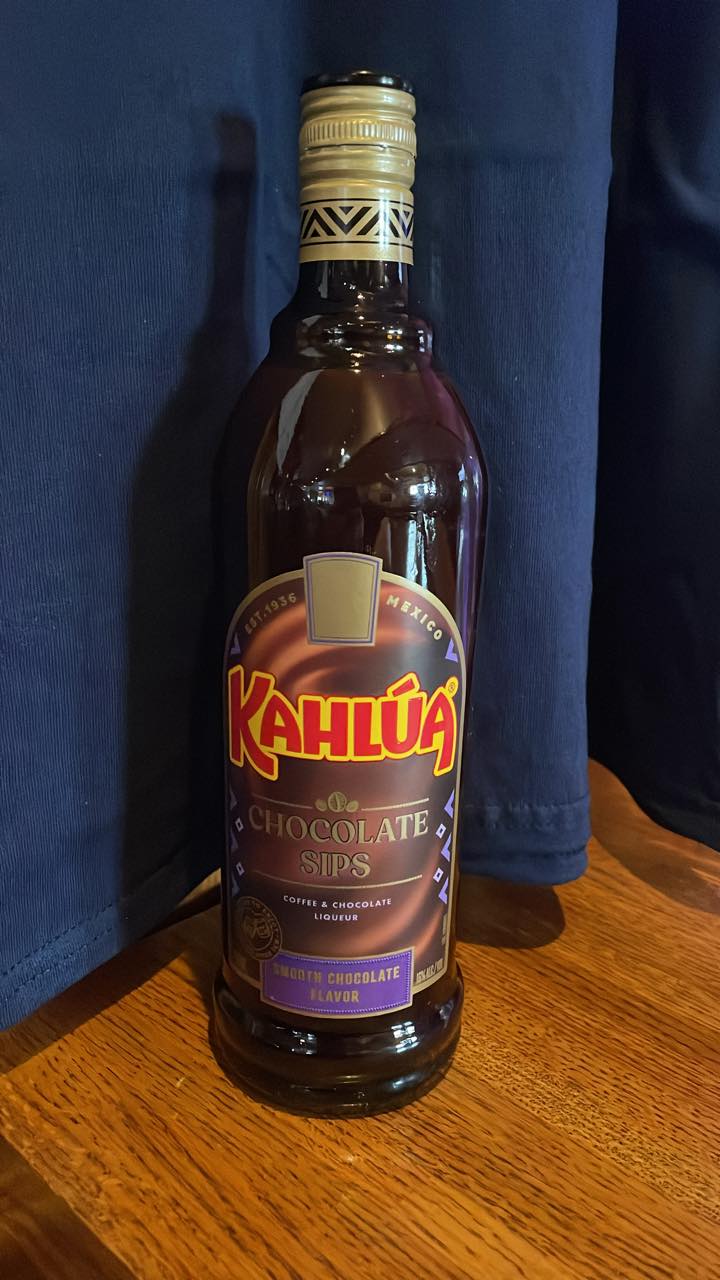 EST.1936 MEXICO
KAHLÚA®
CHOCOLATE
SIPS
COFFEE & CHOCOLATE
LIQUEUR
SMOOTH CHOCOLATE
FLAVOR